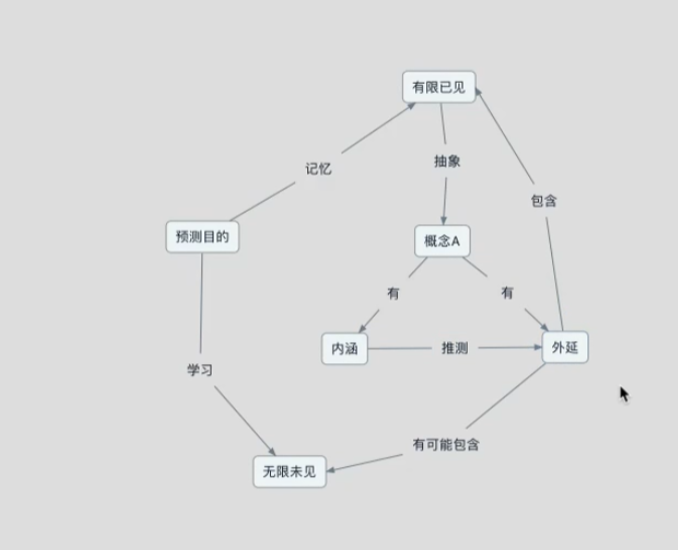 有限已见
记忆
抽象
包含
预测目的
概念A
有
有
内涵
推测
外延
学习
有可能包含
无限未见